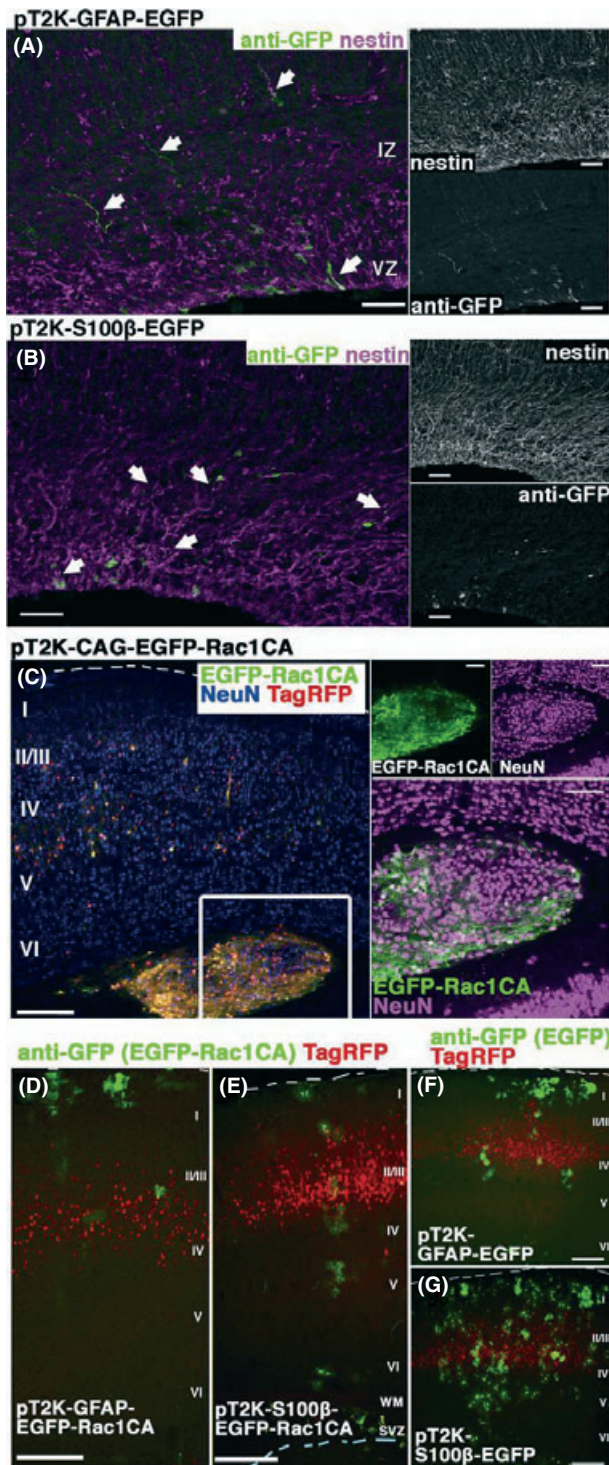 pT2K-GFAP-EGFP
(A)
anti-GFP nestin
IZ
VZ
nestin
anti-GFP
pT2K-S100β-EGFP
(B)
anti-GFP nestin
nestin
anti-GFP
pT2K-CAG-EGFP-Rac1CA
(C)
EGFP-Rac1CA
NeuN TagRFP
I
II/III
IV
V
VI
EGFP-Rac1CA
NeuN
EGFP-Rac1CA
NeuN
anti-GFP (EGFP-Rac1CA) TagRFP
anti-GFP (EGFP)
TagRFP
(D)
I
II/III
IV
V
VI
pT2K-GFAP-
EGFP-Rac1CA
(E)
I
II/III
IV
V
VI
WM
SVZ
pT2K-S100β-
EGFP-Rac1CA
(F)
I
II/III
IV
V
VI
pT2K-
GFAP-EGFP
(G)
I
II/III
IV
V
VI
pT2K-
S100β-EGFP